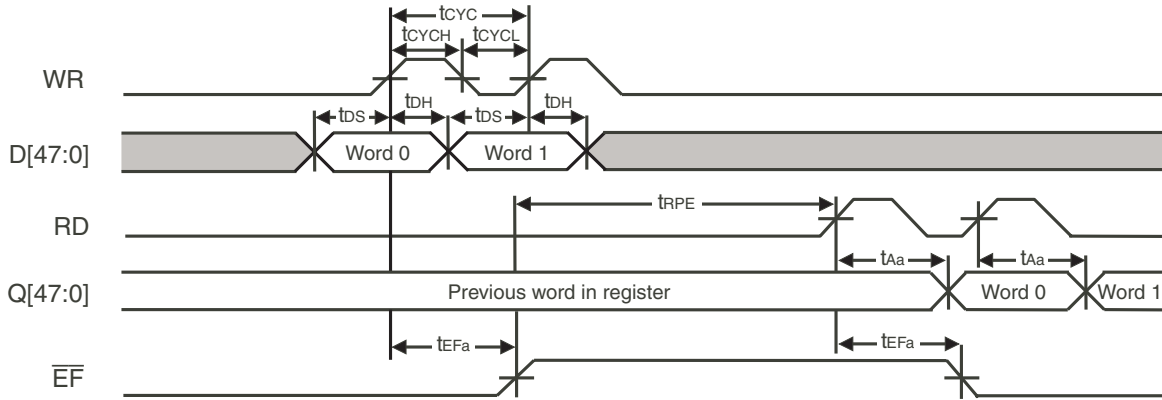 tCYC
tCYCH tCYCL
WR
tDS tDH tDS tDH
D[47:0] Word 0 Word 1
tRPE
RD
tAa tAa
Q[47:0] Previous word in register Word 0 Word 1
tEFa tEFa
EF